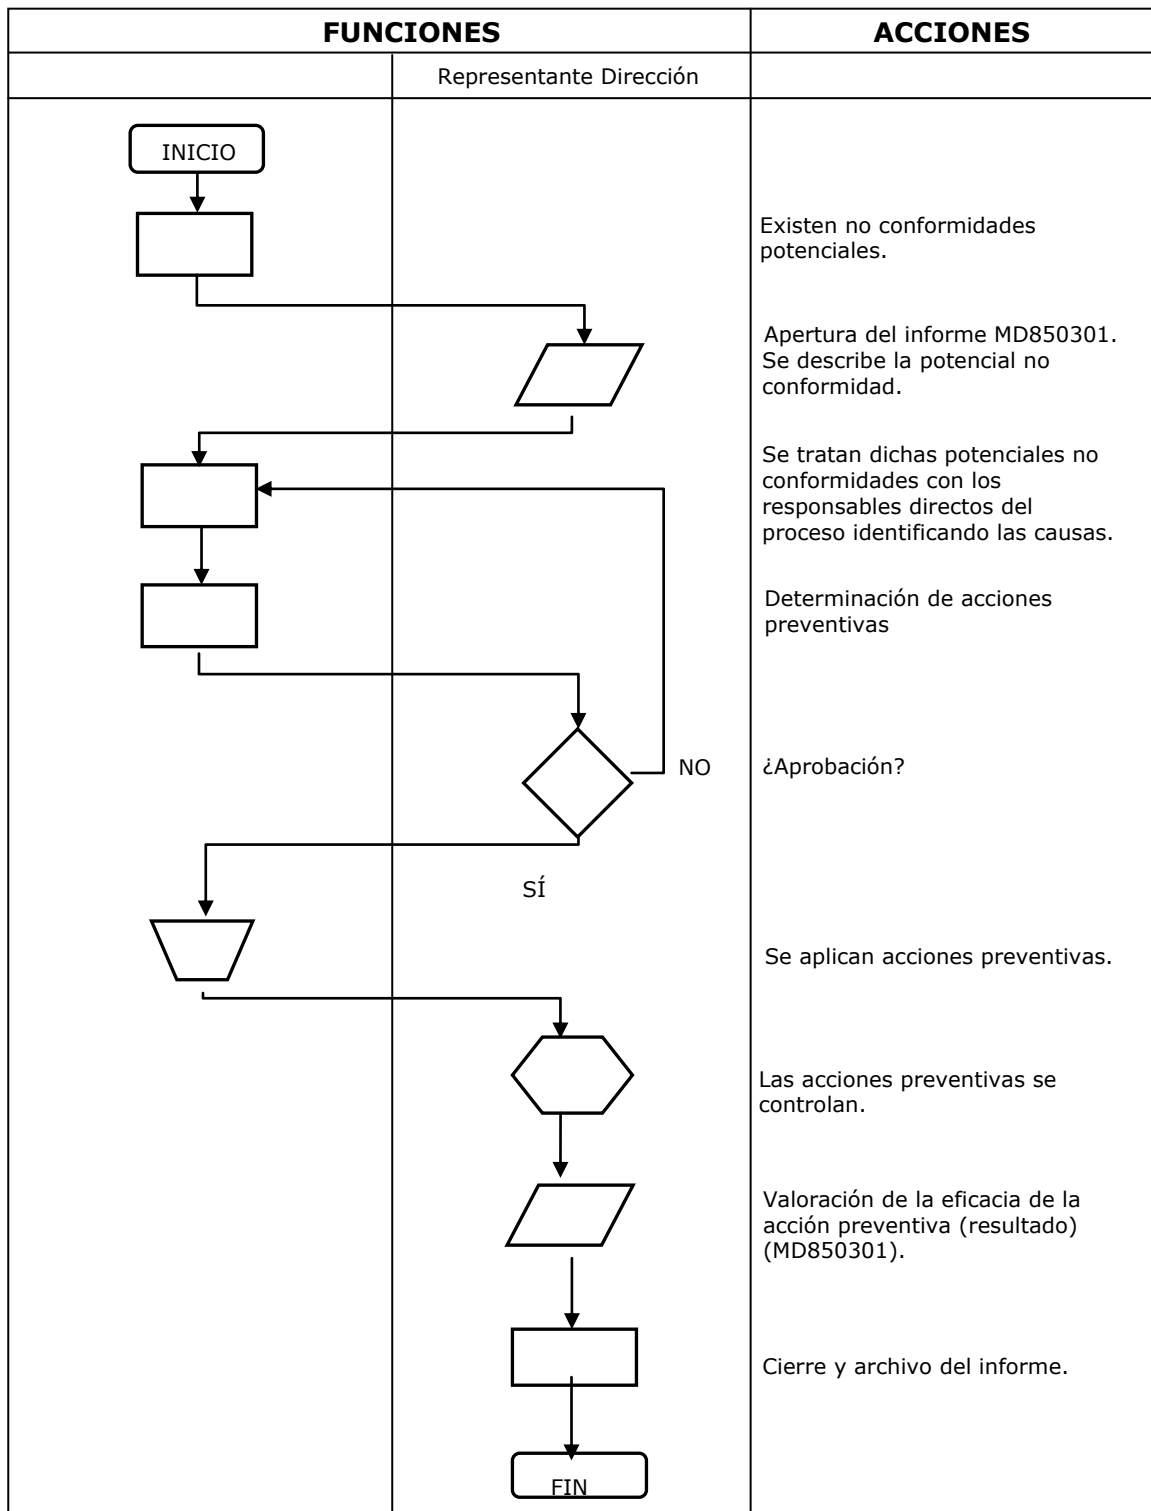 FUNCIONES
ACCIONES
Representante Dirección
INICIO
Existen no conformidades
potenciales.
Apertura del informe MD850301.
Se describe la potencial no
conformidad.
Se tratan dichas potenciales no
conformidades con los
responsables directos del
proceso identificando las causas.
Determinación de acciones
preventivas
NO
¿Aprobación?
SÍ
Se aplican acciones preventivas.
Las acciones preventivas se
controlan.
Valoración de la eficacia de la
acción preventiva (resultado)
(MD850301).
Cierre y archivo del informe.
FIN